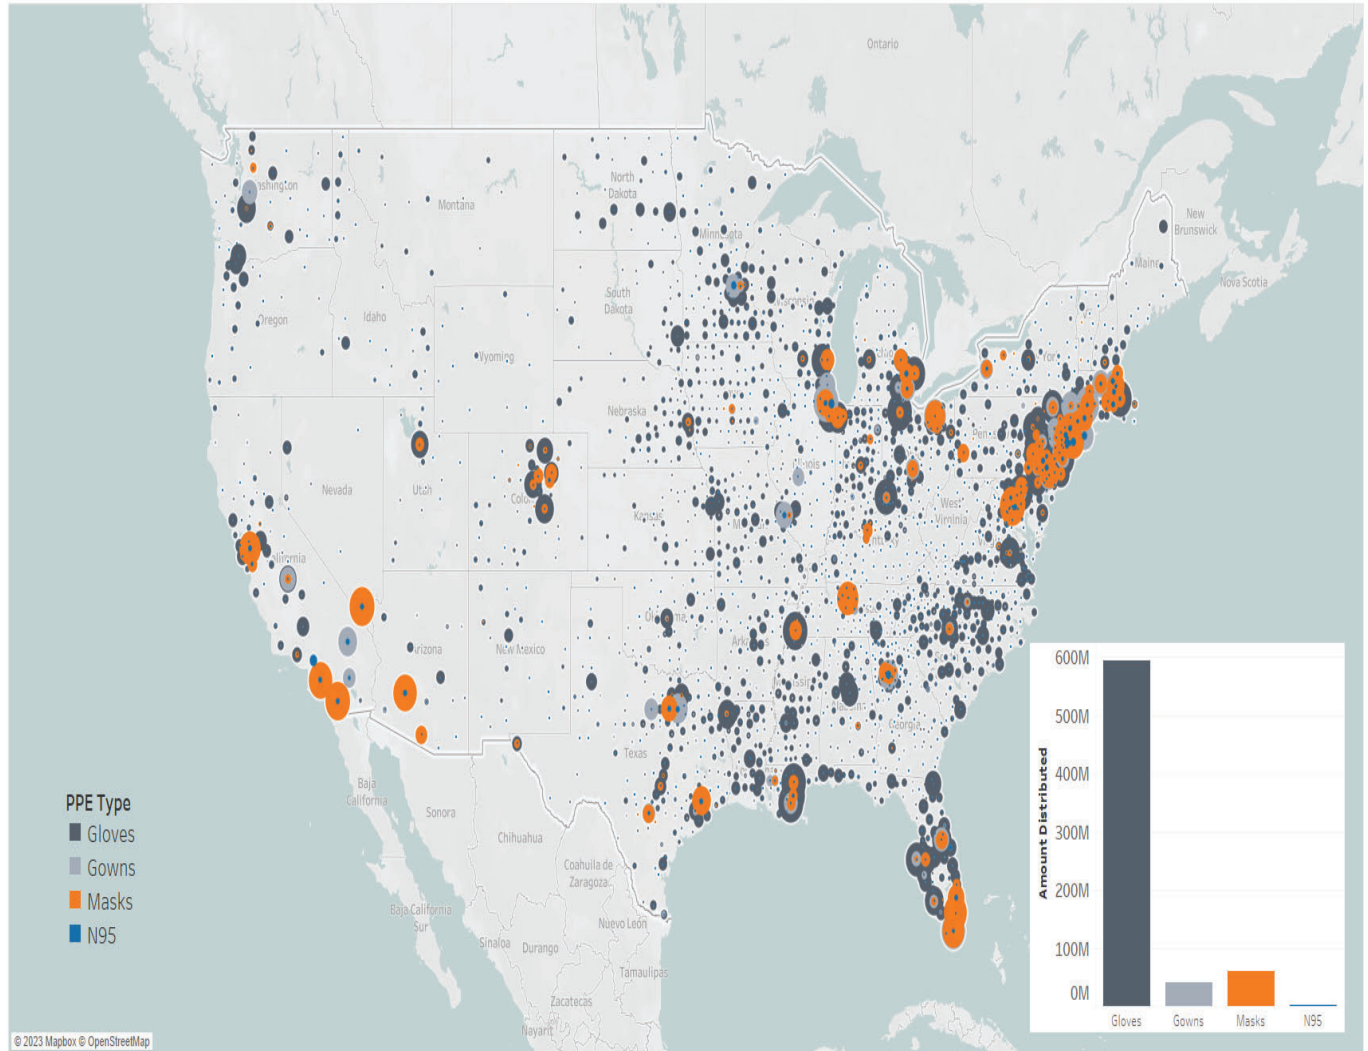 Ontario
Washington
North
Dakota
Montana
Minnesota
New
Brunswick
Maine
Nova Scotia
South
Dakota
Wisconsin
Oregon
Idaho
Wyoming
Nebraska
Illinois
Nevada
Utah
Kansas
West
Virginia
California
Oklahoma
Arizona
New Mexico
Georgia
Texas
Baja
California
Sonora
Chihuahua
Coahuila de
Zaragoza
Baja California
Sur
Nuevo León
Sinaloa
Durango
Tamaulipas
Zacatecas
Nayarit
PPE Type
Gloves
Gowns
Masks
N95
600M
500M
400M
300M
200M
100M
0M
Amount Distributed
Gloves
Gowns
Masks
N95
© 2023 Mapbox © OpenStreetMap